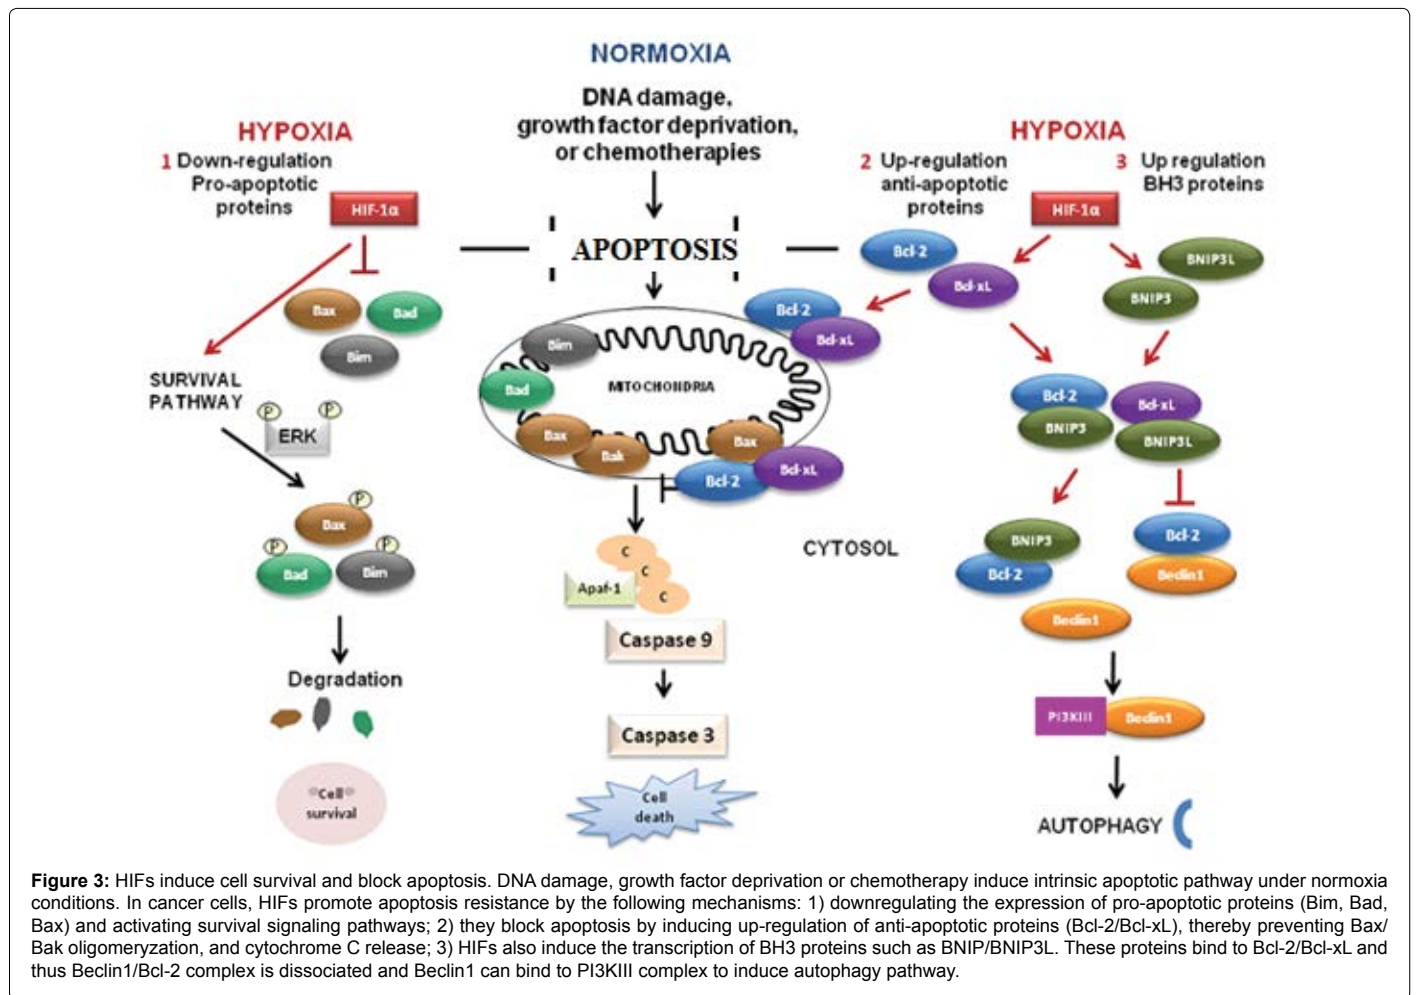 NORMOXIA
DNA damage,
growth factor deprivation,
or chemotherapies
HYPOXIA
1 Down-regulation
Pro-apoptotic
proteins
HIF-1α
Bax
Bad
Bim
SURVIVAL
PATHWAY
P
P
ERK
P
Bax
P
P
Bad
Bim
Degradation
Cell
survival
APOPTOSIS
Bcl-2
Bcl-xL
Bim
Bad
MITOCHONDRIA
Bax
Bak
Bax
Bcl-2
Bcl-xL
C
C
C
Apaf-1
CYTOSOL
Caspase 9
Caspase 3
Cell
death
HYPOXIA
2 Up-regulation
anti-apoptotic
proteins
3 Up regulation
BH3 proteins
HIF-1α
Bcl-2
Bcl-xL
BNIP3L
BNIP3
Bcl-2
BNIP3
Bcl-xL
BNIP3L
BNIP3
Bcl-2
Bcl-2
Beclin1
Beclin1
PI3KIII
Beclin1
AUTOPHAGY
Figure 3: HIFs induce cell survival and block apoptosis. DNA damage, growth factor deprivation or chemotherapy induce intrinsic apoptotic pathway under normoxia
conditions. In cancer cells, HIFs promote apoptosis resistance by the following mechanisms: 1) downregulating the expression of pro-apoptotic proteins (Bim, Bad,
Bax) and activating survival signaling pathways; 2) they block apoptosis by inducing up-regulation of anti-apoptotic proteins (Bcl-2/Bcl-xL), thereby preventing Bax/
Bak oligomeryzation, and cytochrome C release; 3) HIFs also induce the transcription of BH3 proteins such as BNIP/BNIP3L. These proteins bind to Bcl-2/Bcl-xL and
thus Beclin1/Bcl-2 complex is dissociated and Beclin1 can bind to PI3KIII complex to induce autophagy pathway.